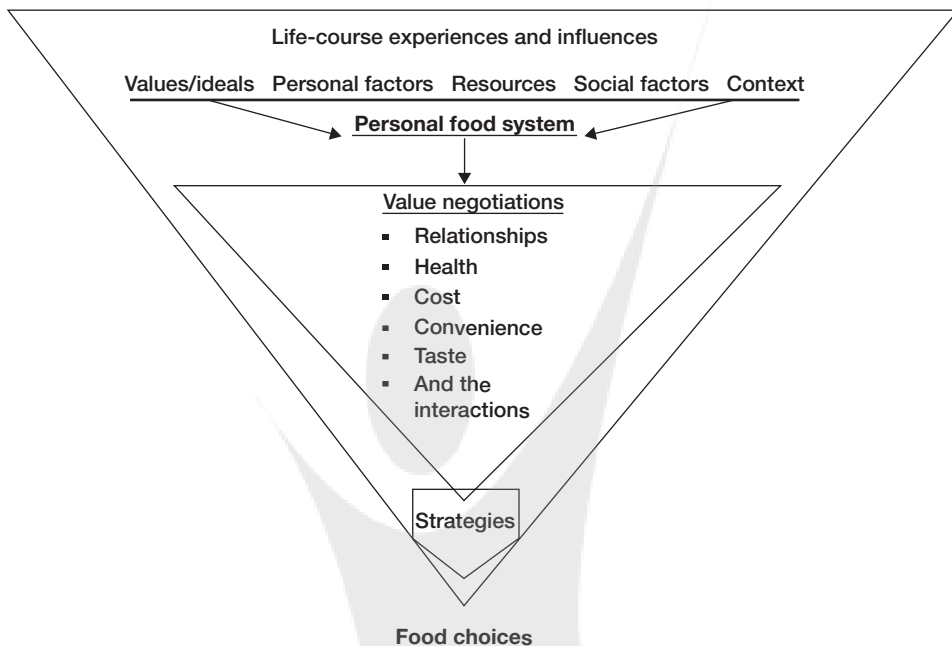 Life-course experiences and influences
Values/ideals Personal factors Resources Social factors Context
Personal food system
Value negotiations
▪ Relationships
▪ Health
▪ Cost
▪ Convenience
▪ Taste
▪ And the
interactions
Strategies
Food choices